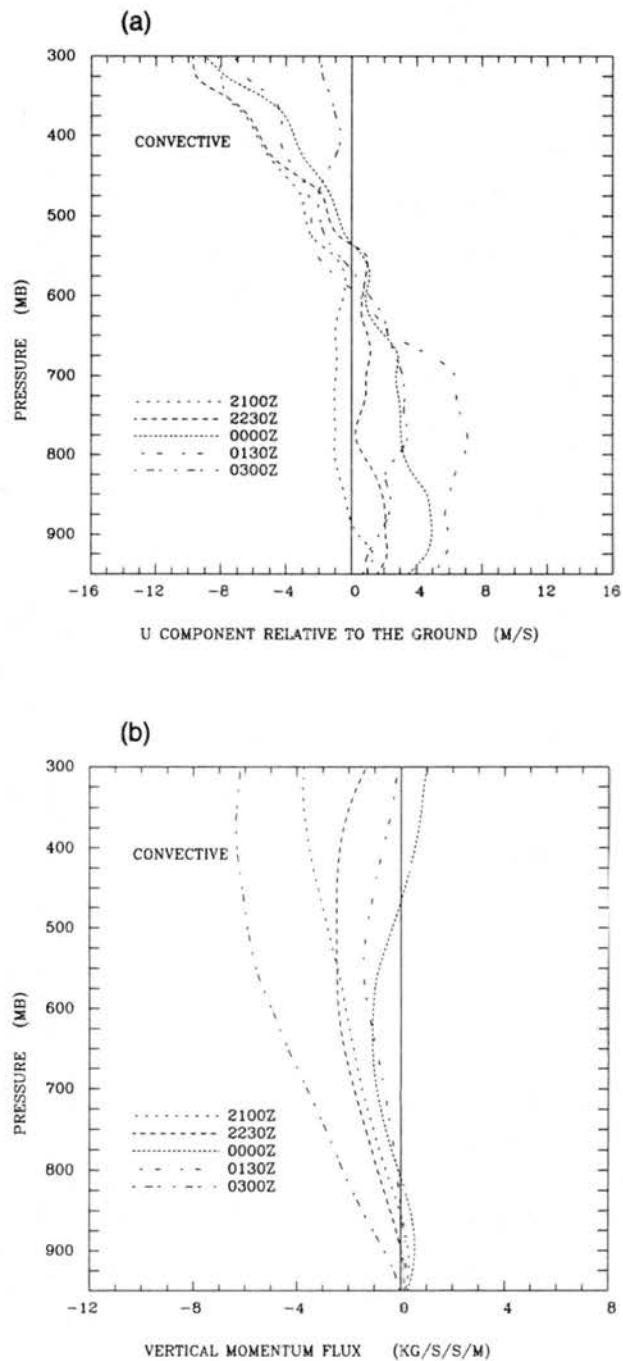 (a)
300
400
500
600
700
800
900
PRESSURE (MB)
CONVECTIVE
2100Z
2230Z
0000Z
0130Z
0300Z
-16 -12 -8 -4 0 4 8 12 16
U COMPONENT RELATIVE TO THE GROUND (M/S)
(b)
300
400
500
600
700
800
900
PRESSURE (MB)
CONVECTIVE
2100Z
2230Z
0000Z
0130Z
0300Z
-12 -8 -4 0 4 8
VERTICAL MOMENTUM FLUX (KG/S/S/M)